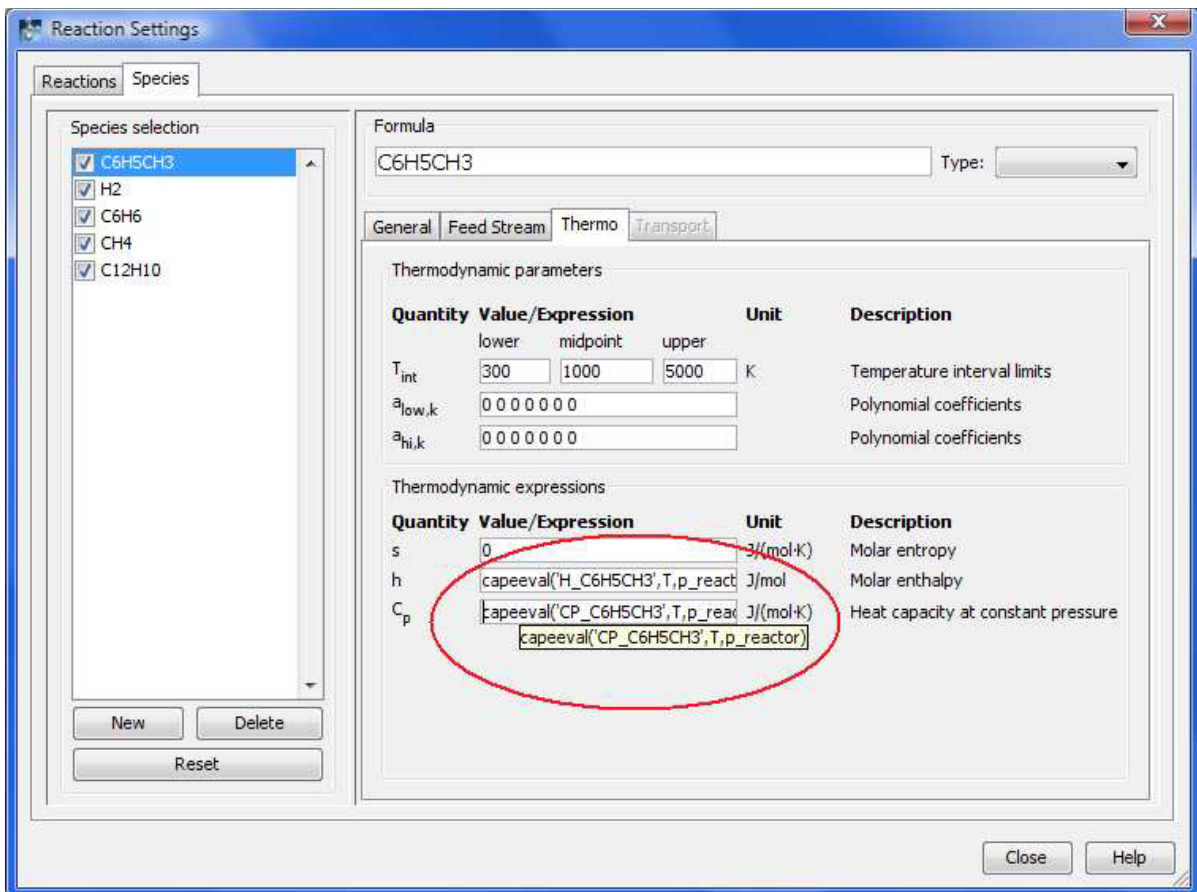 Reaction Settings
Reactions Species
Species selection
C6H5CH3
H2
C6H6
CH4
C12H10
New Delete
Reset
Formula
C6H5CH3 Type:
General Feed Stream Thermo Transport
Thermodynamic parameters
Quantity Value/Expression Unit Description
lower midpoint upper
Tint 300 1000 5000 K Temperature interval limits
alow,k 0 0 0 0 0 0 0 Polynomial coefficients
ahi,k 0 0 0 0 0 0 0 Polynomial coefficients
Thermodynamic expressions
Quantity Value/Expression Unit Description
s 0 J/(mol·K) Molar entropy
h capeeval('H_C6H5CH3',T,p_react J/mol Molar enthalpy
Cp capeeval('CP_C6H5CH3',T,p_reac J/(mol·K) Heat capacity at constant pressure
capeeval('CP_C6H5CH3',T,p_reactor)
Close Help